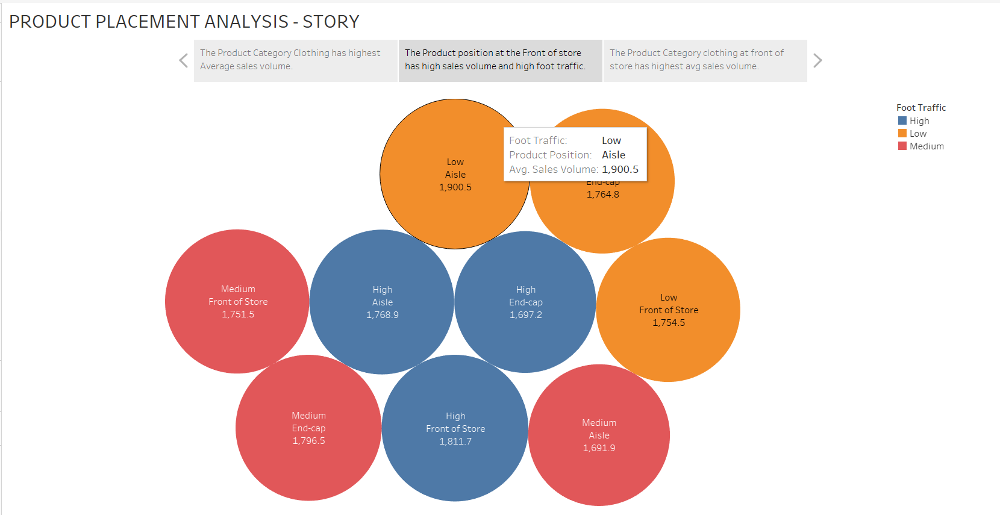 PRODUCT PLACEMENT ANALYSIS - STORY
The Product Category Clothing has highest
Average sales volume.
The Product position at the Front of store
has high sales volume and high foot traffic.
The Product Category clothing at front of
store has highest avg sales volume.
Foot Traffic
High
Low
Medium
Low
Aisle
1,900.5
Foot Traffic: Low
Product Position: Aisle
Avg. Sales Volume: 1,900.5
End-cap
1,764.8
Medium
Front of Store
1,751.5
High
Aisle
1,768.9
High
End-cap
1,697.2
Low
Front of Store
1,754.5
Medium
End-cap
1,796.5
High
Front of Store
1,811.7
Medium
Aisle
1,691.9